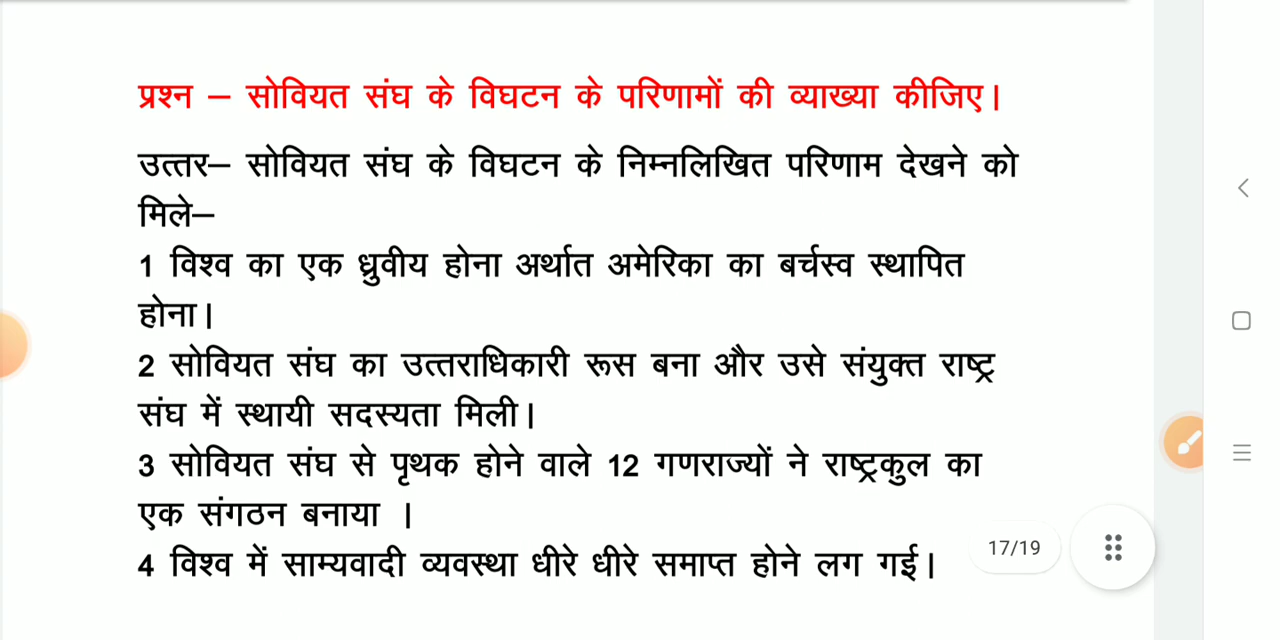 प्रश्न – सोवियत संघ के विघटन के परिणामों की व्याख्या कीजिए।
उत्तर– सोवियत संघ के विघटन के निम्नलिखित परिणाम देखने को
मिले–
1 विश्व का एक ध्रुवीय होना अर्थात अमेरिका का बर्चस्व स्थापित
होना।
2 सोवियत संघ का उत्तराधिकारी रूस बना और उसे संयुक्त राष्ट्र
संघ में स्थायी सदस्यता मिली।
3 सोवियत संघ से पृथक होने वाले 12 गणराज्यों ने राष्ट्रकुल का
एक संगठन बनाया ।
4 विश्व में साम्यवादी व्यवस्था धीरे धीरे समाप्त होने लग गई।
17/19